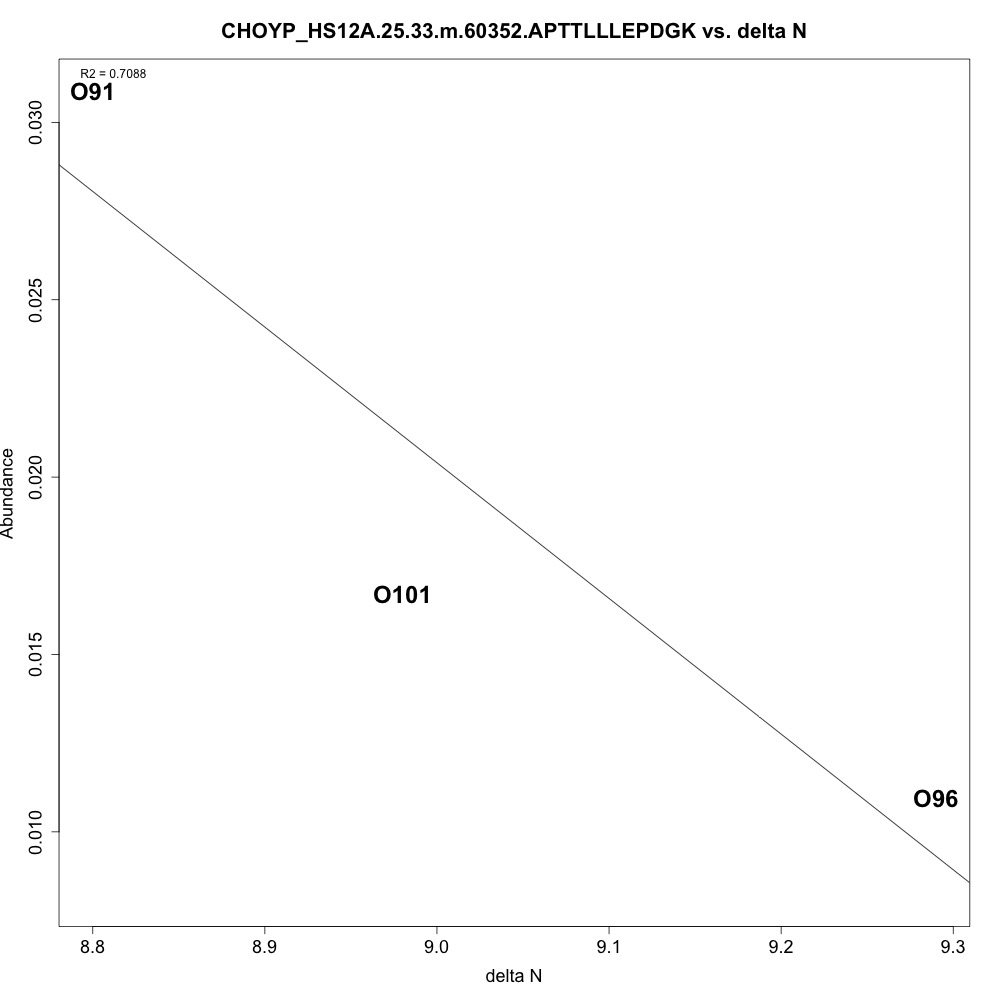 CHOYP_HS12A.25.33.m.60352.APTTLLLEPDGK vs. delta N
R2 = 0.7088
O91
0.030
0.025
0.020
Abundance
O101
0.015
O96
0.010
8.8 8.9 9.0 9.1 9.2 9.3
delta N